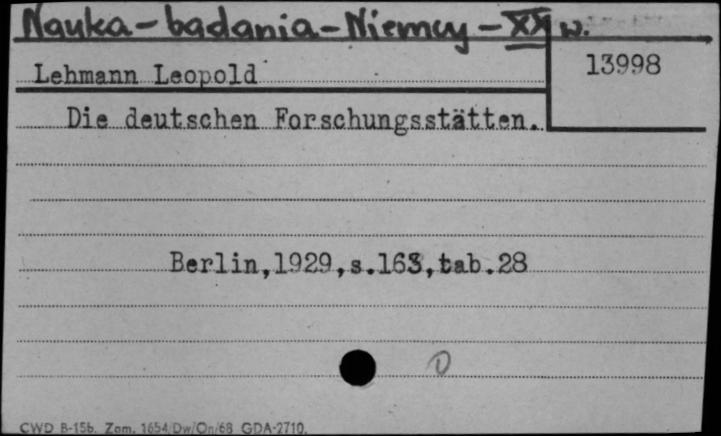 Nauka - badania - Niemcy - XX w.
13998
Lehmann Leopold
Die deutschen Forschungsstätten.
Berlin,1929,s.163,tab.28
D
CWD B-15b. Zam. 1654/Dw/On/68 GDA-2710.